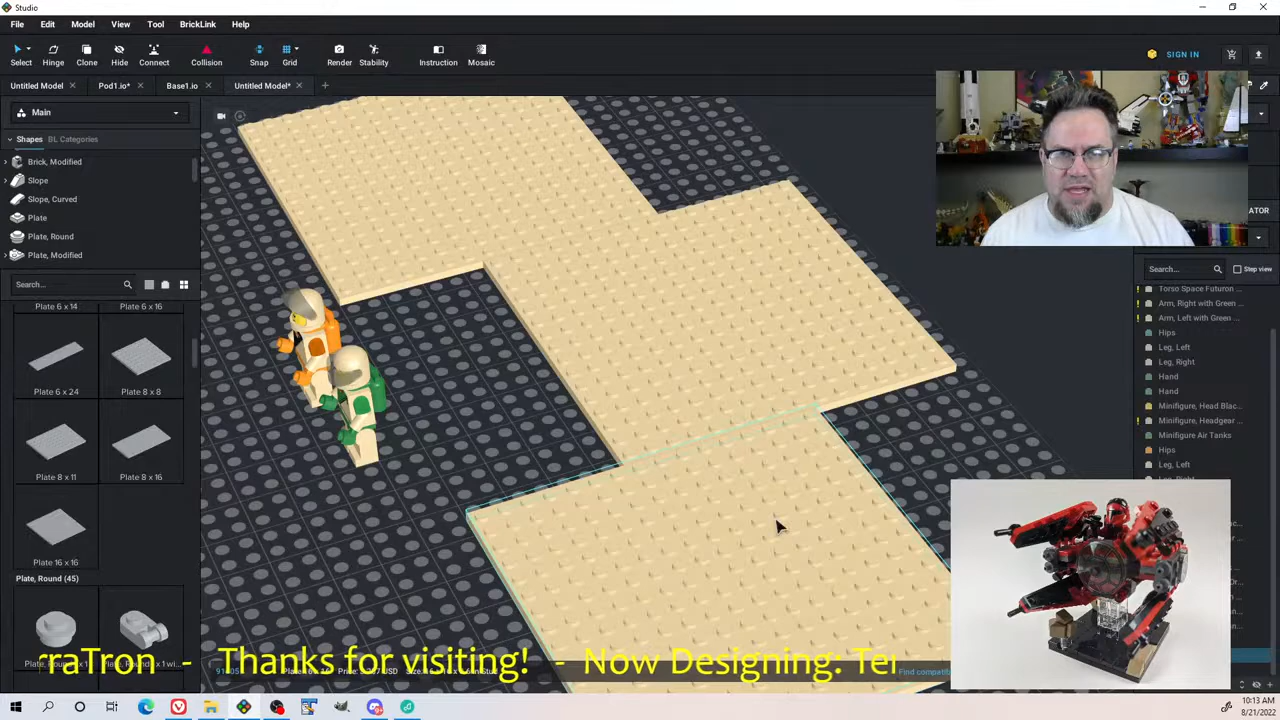 Studio
File Edit Model View Tool BrickLink Help
Select Hinge Clone Hide Connect Collision Snap Grid Render Stability Instruction Mosaic
SIGN IN
Untitled Model Pod1.io* Base1.io Untitled Model*
Main
Shapes BL Categories
Brick, Modified
Slope
Slope, Curved
Plate
Plate, Round
Plate, Modified
Search...
Plate 6 x 14 Plate 6 x 16
Plate 6 x 24 Plate 8 x 8
Plate 8 x 11 Plate 8 x 16
Plate 16 x 16
Plate, Round (45)
Search... Step view
Torso Space Futuron ...
Arm, Right with Green ...
Arm, Left with Green ...
Hips
Leg, Left
Leg, Right
Hand
Hand
Minifigure, Head Blac...
Minifigure, Headgear ...
Minifigure Air Tanks
Hips
Leg, Left
rraTron - Thanks for visiting! - Now Designing: Ter
Find compatib
10:13 AM
8/21/2022